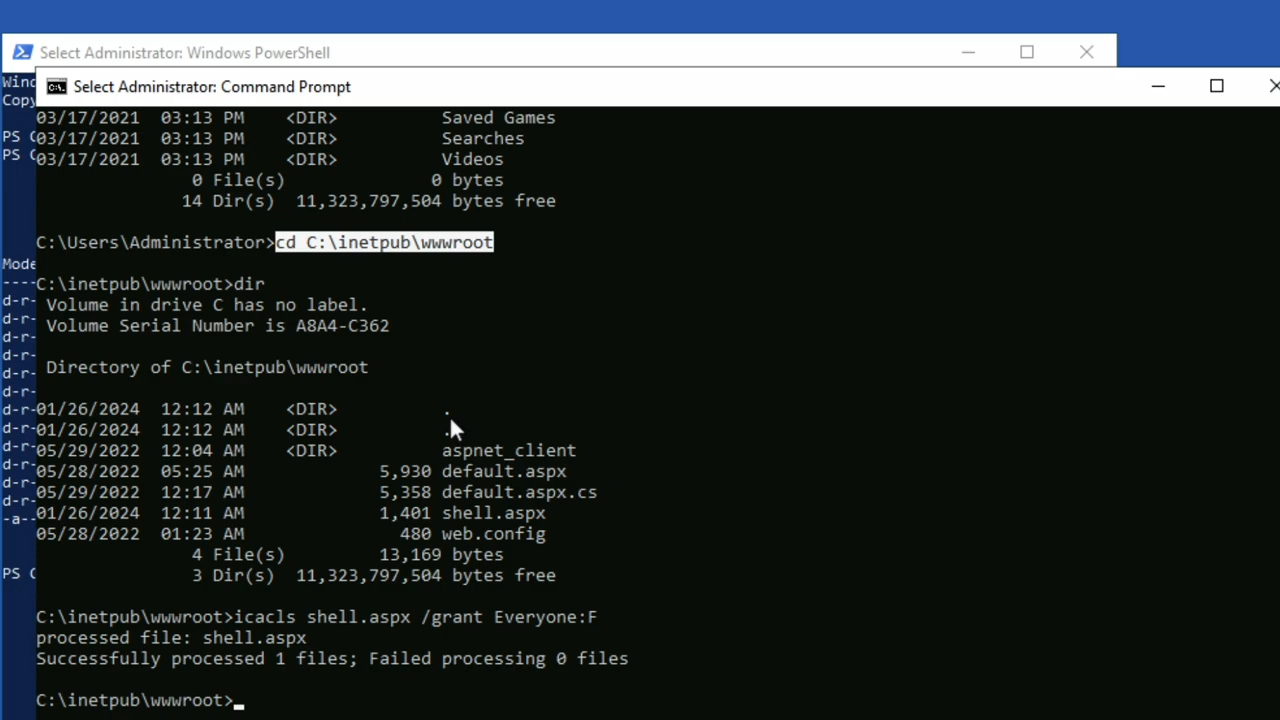 Select Administrator: Windows PowerShell
Select Administrator: Command Prompt
Wind
Copy
PS C
PS C
Mode
----
d-r-
d-r-
d-r-
d-r-
d-r-
d-r-
d-r-
d-r-
d-r-
d-r-
d-r-
d-r-
-a--
PS C
03/17/2021  03:13 PM    <DIR>          Saved Games
03/17/2021  03:13 PM    <DIR>          Searches
03/17/2021  03:13 PM    <DIR>          Videos
               0 File(s)              0 bytes
              14 Dir(s)  11,323,797,504 bytes free
C:\Users\Administrator>cd C:\inetpub\wwwroot
C:\inetpub\wwwroot>dir
 Volume in drive C has no label.
 Volume Serial Number is A8A4-C362
 Directory of C:\inetpub\wwwroot
01/26/2024  12:12 AM    <DIR>          .
01/26/2024  12:12 AM    <DIR>          .
05/29/2022  12:04 AM    <DIR>          aspnet_client
05/28/2022  05:25 AM             5,930 default.aspx
05/29/2022  12:17 AM             5,358 default.aspx.cs
01/26/2024  12:11 AM             1,401 shell.aspx
05/28/2022  01:23 AM               480 web.config
               4 File(s)         13,169 bytes
               3 Dir(s)  11,323,797,504 bytes free
C:\inetpub\wwwroot>icacls shell.aspx /grant Everyone:F
processed file: shell.aspx
Successfully processed 1 files; Failed processing 0 files
C:\inetpub\wwwroot>